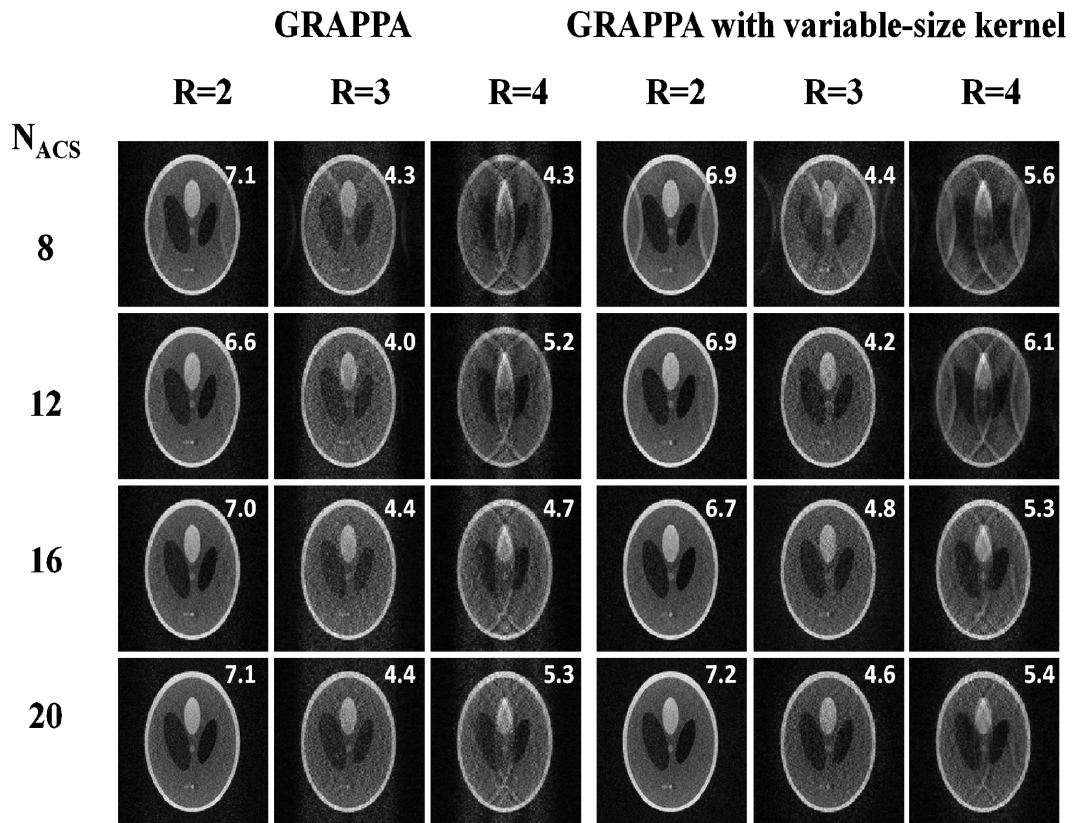 GRAPPA GRAPPA with variable-size kernel
R=2 R=3 R=4 R=2 R=3 R=4
N_ACS
7.1 4.3 4.3 6.9 4.4 5.6
8
6.6 4.0 5.2 6.9 4.2 6.1
12
7.0 4.4 4.7 6.7 4.8 5.3
16
7.1 4.4 5.3 7.2 4.6 5.4
20